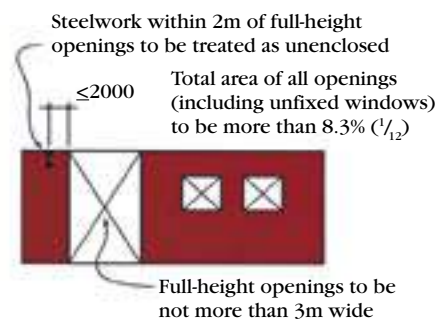 Steelwork within 2m of full-height
openings to be treated as unenclosed
≤2000
Total area of all openings
(including unfixed windows)
to be more than 8.3% (1/12)
Full-height openings to be
not more than 3m wide